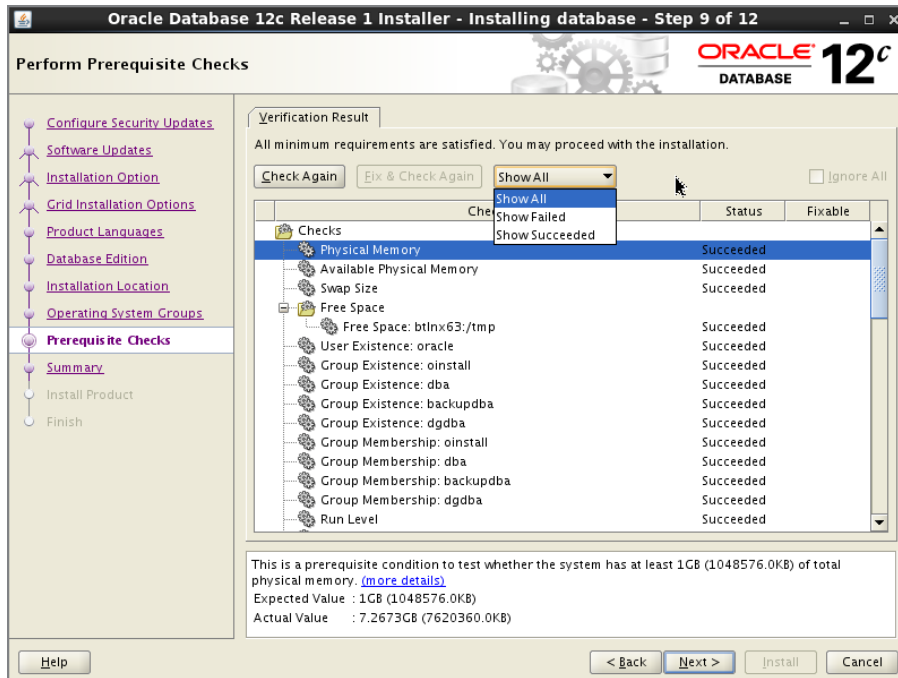 Oracle Database 12c Release 1 Installer - Installing database - Step 9 of 12
Perform Prerequisite Checks
ORACLE
DATABASE
12c
Configure Security Updates
Software Updates
Installation Option
Grid Installation Options
Product Languages
Database Edition
Installation Location
Operating System Groups
Prerequisite Checks
Summary
Install Product
Finish
Verification Result
All minimum requirements are satisfied. You may proceed with the installation.
Check Again Fix & Check Again Show All Ignore All
Show All
Show Failed
Show Succeeded
Status Fixable
Checks
Physical Memory Succeeded
Available Physical Memory Succeeded
Swap Size Succeeded
Free Space
Free Space: btlnx63:/tmp Succeeded
User Existence: oracle Succeeded
Group Existence: oinstall Succeeded
Group Existence: dba Succeeded
Group Existence: backupdba Succeeded
Group Existence: dgdba Succeeded
Group Membership: oinstall Succeeded
Group Membership: dba Succeeded
Group Membership: backupdba Succeeded
Group Membership: dgdba Succeeded
Run Level Succeeded
This is a prerequisite condition to test whether the system has at least 1GB (1048576.0KB) of total
physical memory. (more details)
Expected Value : 1GB (1048576.0KB)
Actual Value : 7.2673GB (7620360.0KB)
Help < Back Next > Install Cancel